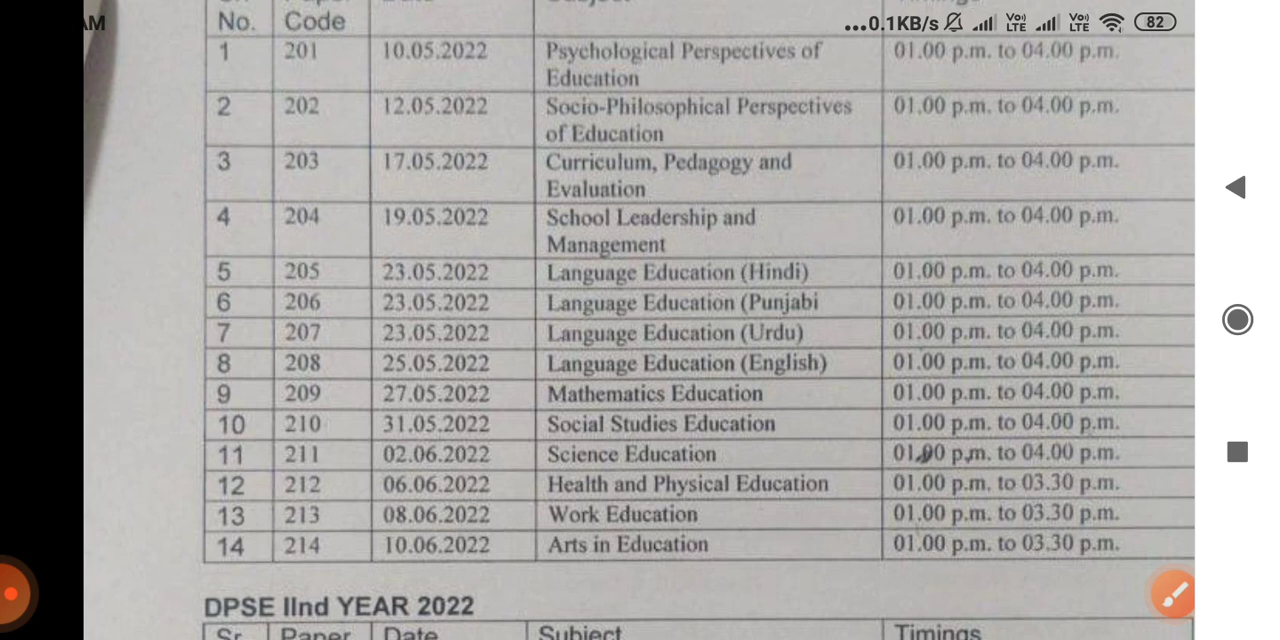 AM
...0.1KB/s Vo) LTE Vo) LTE 82
No. Code
1 201 10.05.2022 Psychological Perspectives of 01.00 p.m. to 04.00 p.m.
Education
2 202 12.05.2022 Socio-Philosophical Perspectives 01.00 p.m. to 04.00 p.m.
of Education
3 203 17.05.2022 Curriculum, Pedagogy and 01.00 p.m. to 04.00 p.m.
Evaluation
4 204 19.05.2022 School Leadership and 01.00 p.m. to 04.00 p.m.
Management
5 205 23.05.2022 Language Education (Hindi) 01.00 p.m. to 04.00 p.m.
6 206 23.05.2022 Language Education (Punjabi 01.00 p.m. to 04.00 p.m.
7 207 23.05.2022 Language Education (Urdu) 01.00 p.m. to 04.00 p.m.
8 208 25.05.2022 Language Education (English) 01.00 p.m. to 04.00 p.m.
9 209 27.05.2022 Mathematics Education 01.00 p.m. to 04.00 p.m.
10 210 31.05.2022 Social Studies Education 01.00 p.m. to 04.00 p.m.
11 211 02.06.2022 Science Education 01.00 p.m. to 04.00 p.m.
12 212 06.06.2022 Health and Physical Education 01.00 p.m. to 03.30 p.m.
13 213 08.06.2022 Work Education 01.00 p.m. to 03.30 p.m.
14 214 10.06.2022 Arts in Education 01.00 p.m. to 03.30 p.m.
DPSE IInd YEAR 2022
Sr. Paper Date Subject Timings